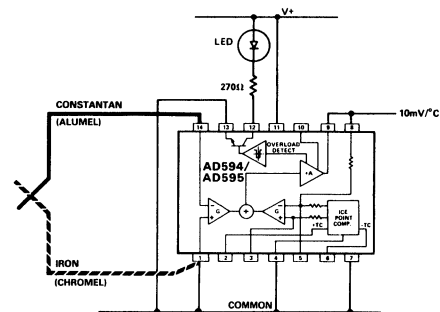 V+
LED
270Ω
CONSTANTAN
(ALUMEL)
10mV/°C
14 13 12 11 10 9 8
OVERLOAD
DETECT
AD594/
AD595
+A
- G + G -
+ +
ICE
POINT
COMP.
+TC -TC
IRON
(CHROMEL)
1 2 3 4 5 6 7
COMMON